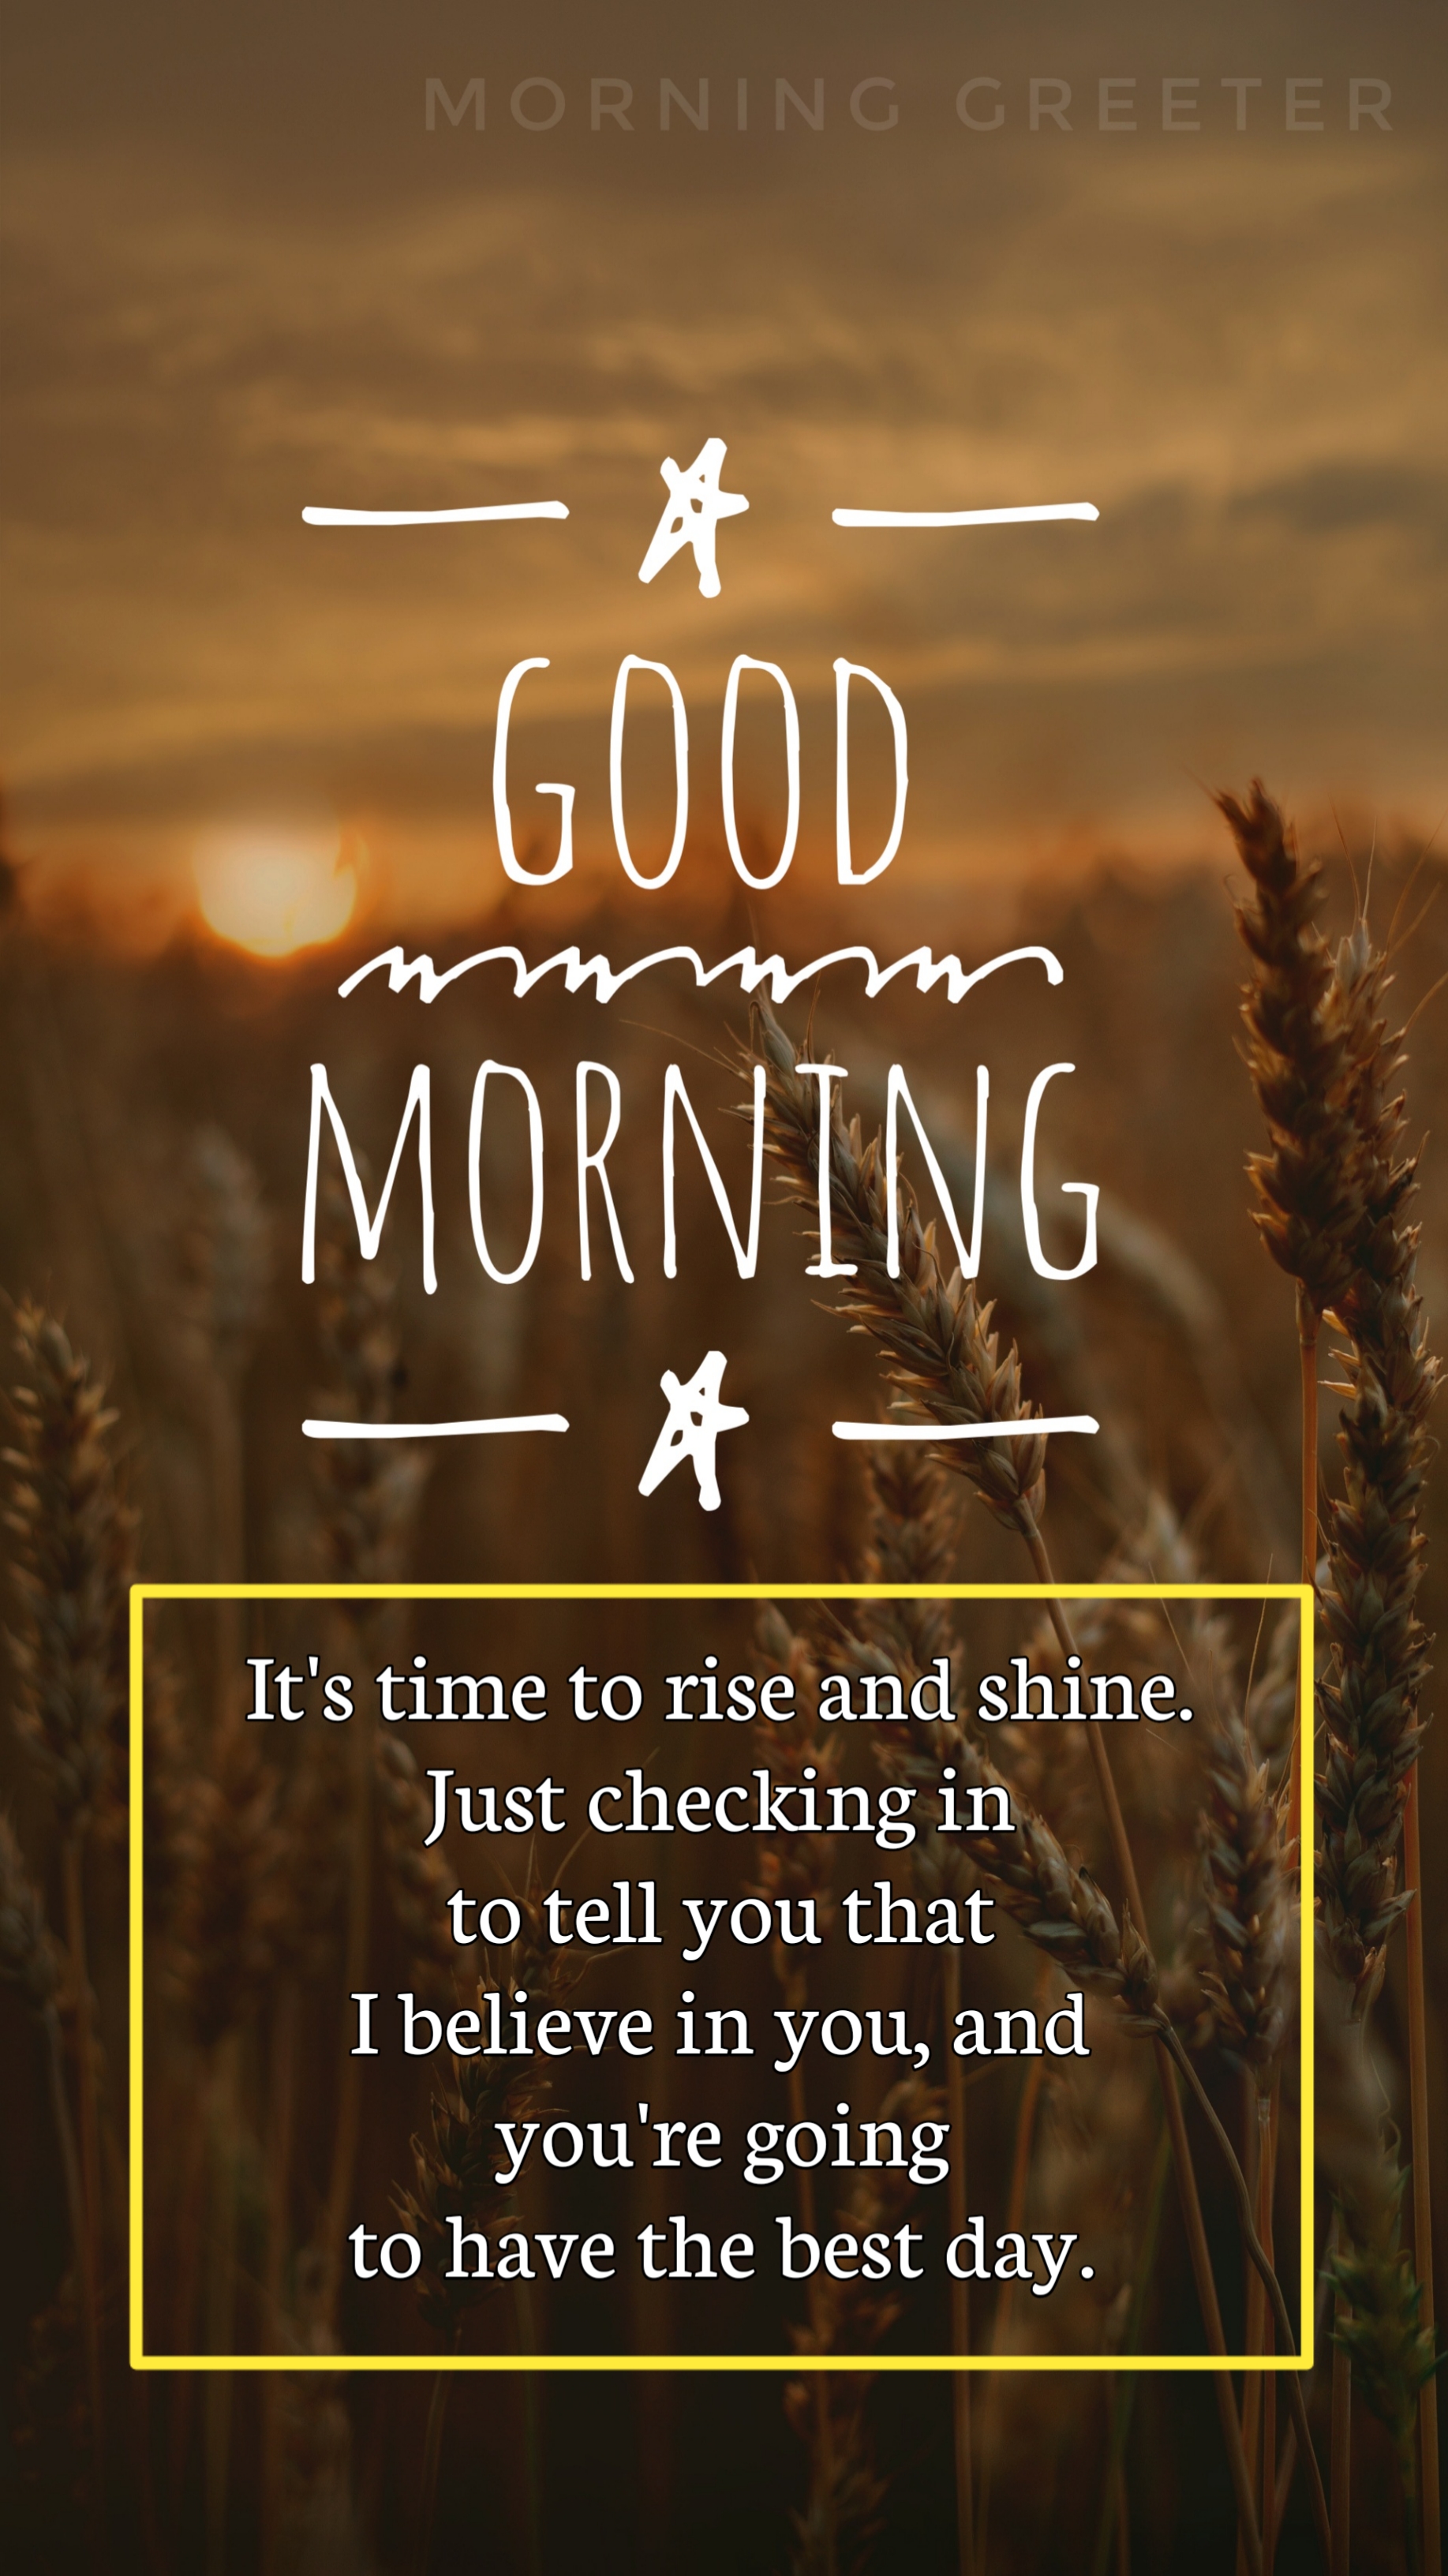 MORNING GREETER
GOOD
MORNING
It's time to rise and shine.
Just checking in
to tell you that
I believe in you, and
you're going
to have the best day.